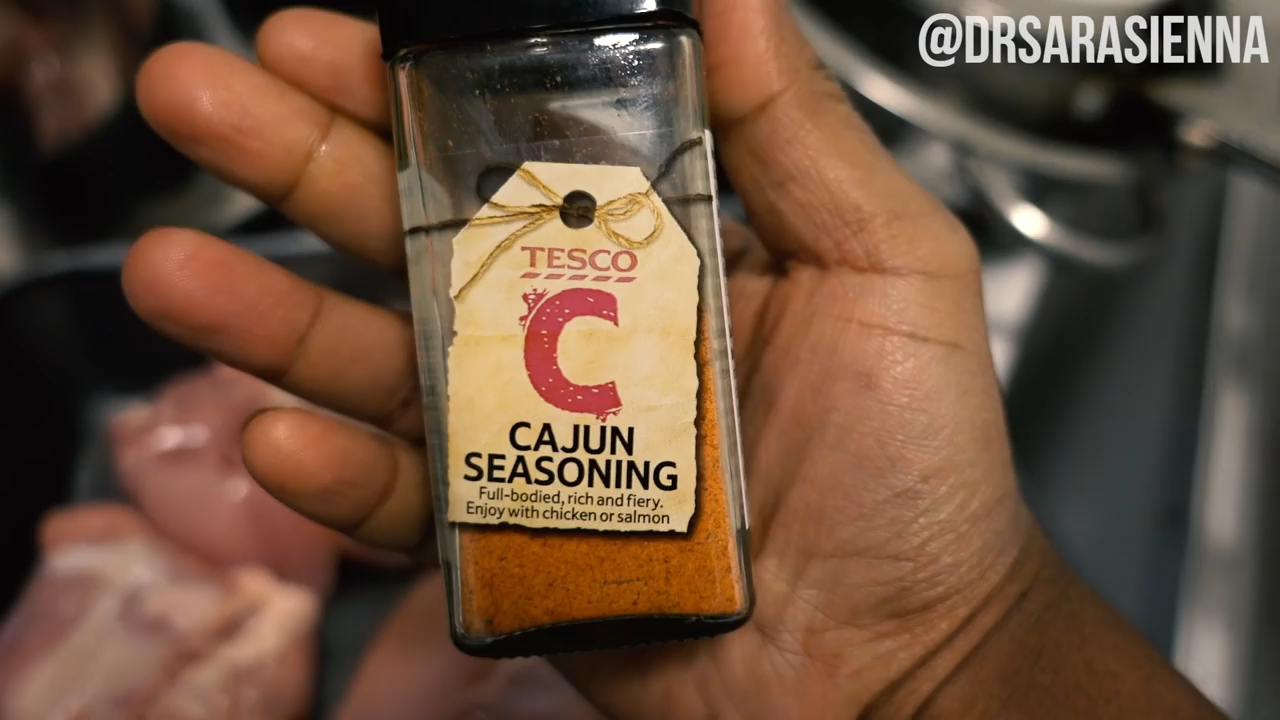 @DRSARASIENNA
TESCO
C
CAJUN
SEASONING
Full-bodied, rich and fiery.
Enjoy with chicken or salmon